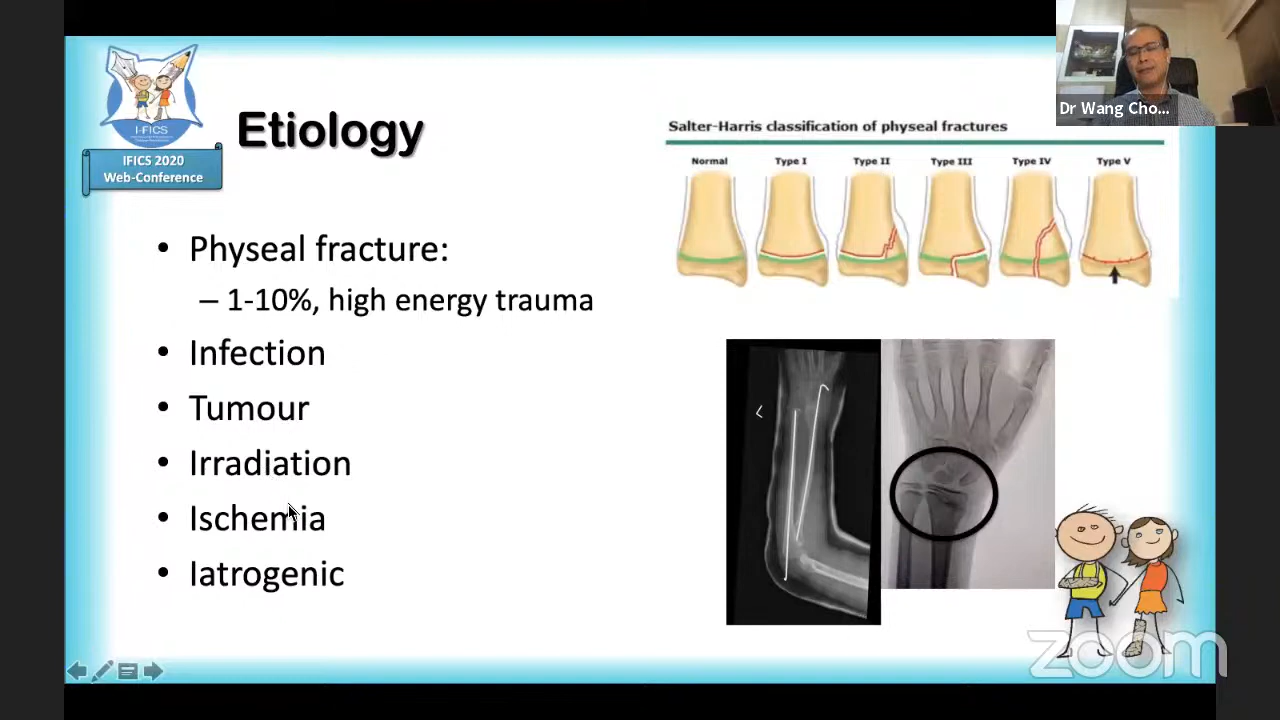 I-FICS
IFICS 2020
Web-Conference
Etiology
Dr Wang Cho...
Salter-Harris classification of physeal fractures
Normal Type I Type II Type III Type IV Type V
• Physeal fracture:
– 1-10%, high energy trauma
• Infection
• Tumour
• Irradiation
• Ischemia
• Iatrogenic
zoom